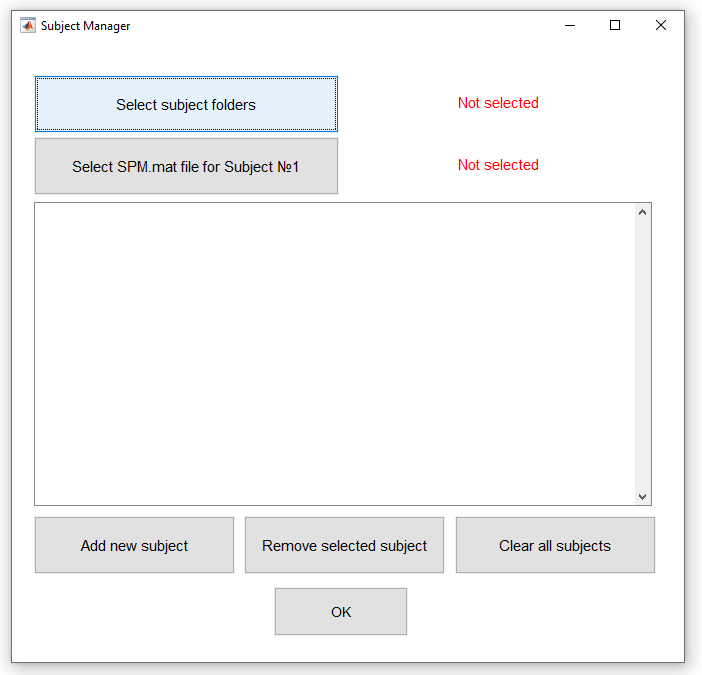 Subject Manager
Select subject folders
Not selected
Select SPM.mat file for Subject №1
Not selected
Add new subject
Remove selected subject
Clear all subjects
OK